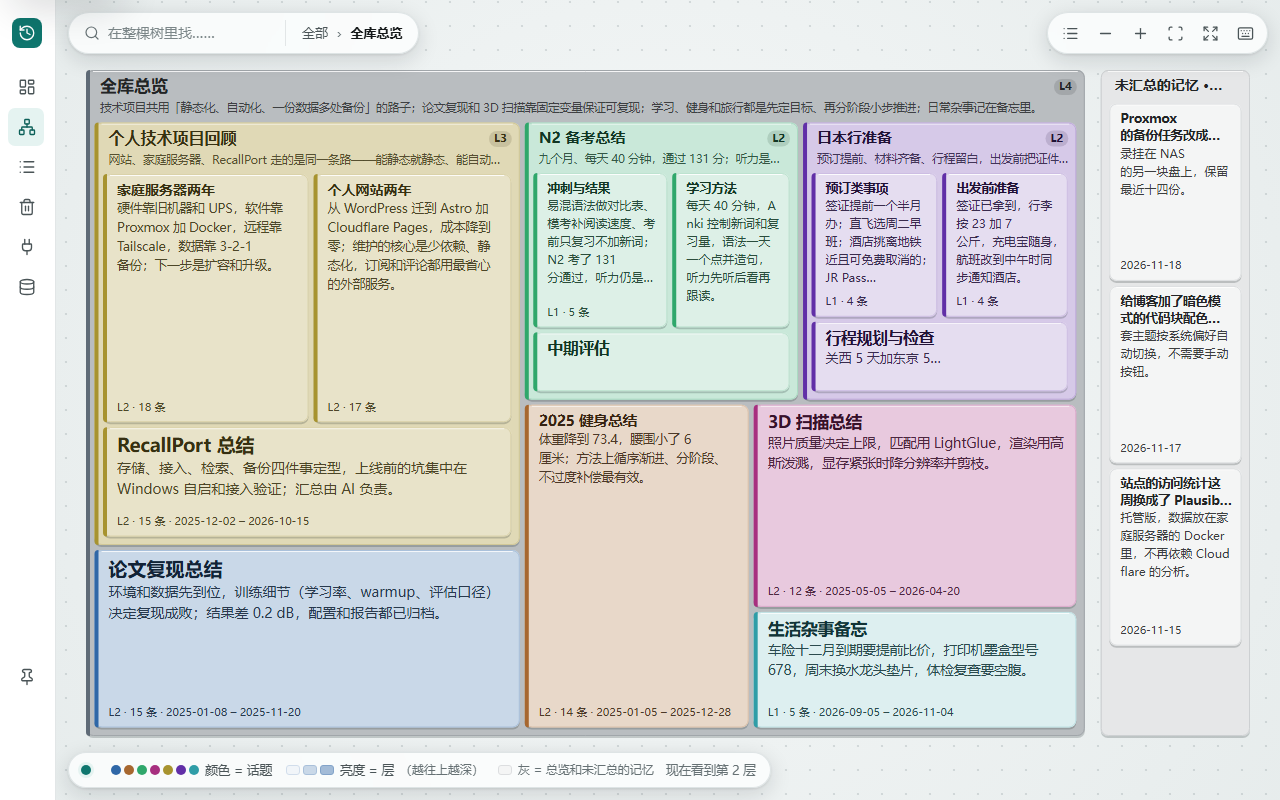 在整棵树里找……
全部 › 全库总览
全库总览
L4
技术项目共用「静态化、自动化、一份数据多处备份」的路子；论文复现和 3D 扫描靠固定变量保证可复现；学习、健身和旅行都是先定目标、再分阶段小步推进；日常杂事记在备忘里。
个人技术项目回顾
L3
网站、家庭服务器、RecallPort 走的是同一条路——能静态就静态、能自动…
家庭服务器两年
硬件靠旧机器和 UPS，软件靠
Proxmox 加 Docker，远程靠
Tailscale，数据靠 3-2-1
备份；下一步是扩容和升级。
L2 · 18 条
个人网站两年
从 WordPress 迁到 Astro 加
Cloudflare Pages，成本降到
零；维护的核心是少依赖、静
态化，订阅和评论都用最省心
的外部服务。
L2 · 17 条
RecallPort 总结
存储、接入、检索、备份四件事定型，上线前的坑集中在
Windows 自启和接入验证；汇总由 AI 负责。
L2 · 15 条 · 2025-12-02 – 2026-10-15
论文复现总结
环境和数据先到位，训练细节（学习率、warmup、评估口径）
决定复现成败；结果差 0.2 dB，配置和报告都已归档。
L2 · 15 条 · 2025-01-08 – 2025-11-20
N2 备考总结
L2
九个月、每天 40 分钟，通过 131 分；听力是…
冲刺与结果
易混语法做对比表、
模考补阅读速度、考
前只复习不加新词；
N2 考了 131
分通过，听力仍是…
L1 · 5 条
学习方法
每天 40 分钟，A
nki 控制新词和复
习量，语法一天
一个点并造句，
听力先听后看再
跟读。
中期评估
日本行准备
L2
预订提前、材料齐备、行程留白，出发前把证件…
预订类事项
签证提前一个半月
办；直飞选周二早
班；酒店挑离地铁
近且可免费取消的；
JR Pass…
L1 · 4 条
出发前准备
签证已拿到，行李
按 23 加 7
公斤，充电宝随身，
航班改到中午时同
步通知酒店。
L1 · 4 条
行程规划与检查
关西 5 天加东京 5…
2025 健身总结
体重降到 73.4，腰围小了 6
厘米；方法上循序渐进、分阶段、
不过度补偿最有效。
L2 · 14 条 · 2025-01-05 – 2025-12-28
3D 扫描总结
照片质量决定上限，匹配用 LightGlue，渲染用高
斯泼溅，显存紧张时降分辨率并剪枝。
L2 · 12 条 · 2025-05-05 – 2026-04-20
生活杂事备忘
车险十二月到期要提前比价，打印机墨盒型号
678，周末换水龙头垫片，体检复查要空腹。
L1 · 5 条 · 2026-09-05 – 2026-11-04
未汇总的记忆 •…
Proxmox
的备份任务改成…
录挂在 NAS
的另一块盘上，保留
最近十四份。
2026-11-18
给博客加了暗色模
式的代码块配色…
套主题按系统偏好自
动切换，不需要手动
按钮。
2026-11-17
站点的访问统计这
周换成了 Plausib…
托管版，数据放在家
庭服务器的 Docker
里，不再依赖 Cloud
flare 的分析。
2026-11-15
颜色 = 话题 亮度 = 层 （越往上越深） 灰 = 总览和未汇总的记忆 现在看到第 2 层